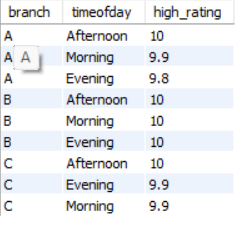 branch timeofday high_rating
A Afternoon 10
A A Morning 9.9
A Evening 9.8
B Afternoon 10
B Morning 10
B Evening 10
C Afternoon 10
C Evening 9.9
C Morning 9.9